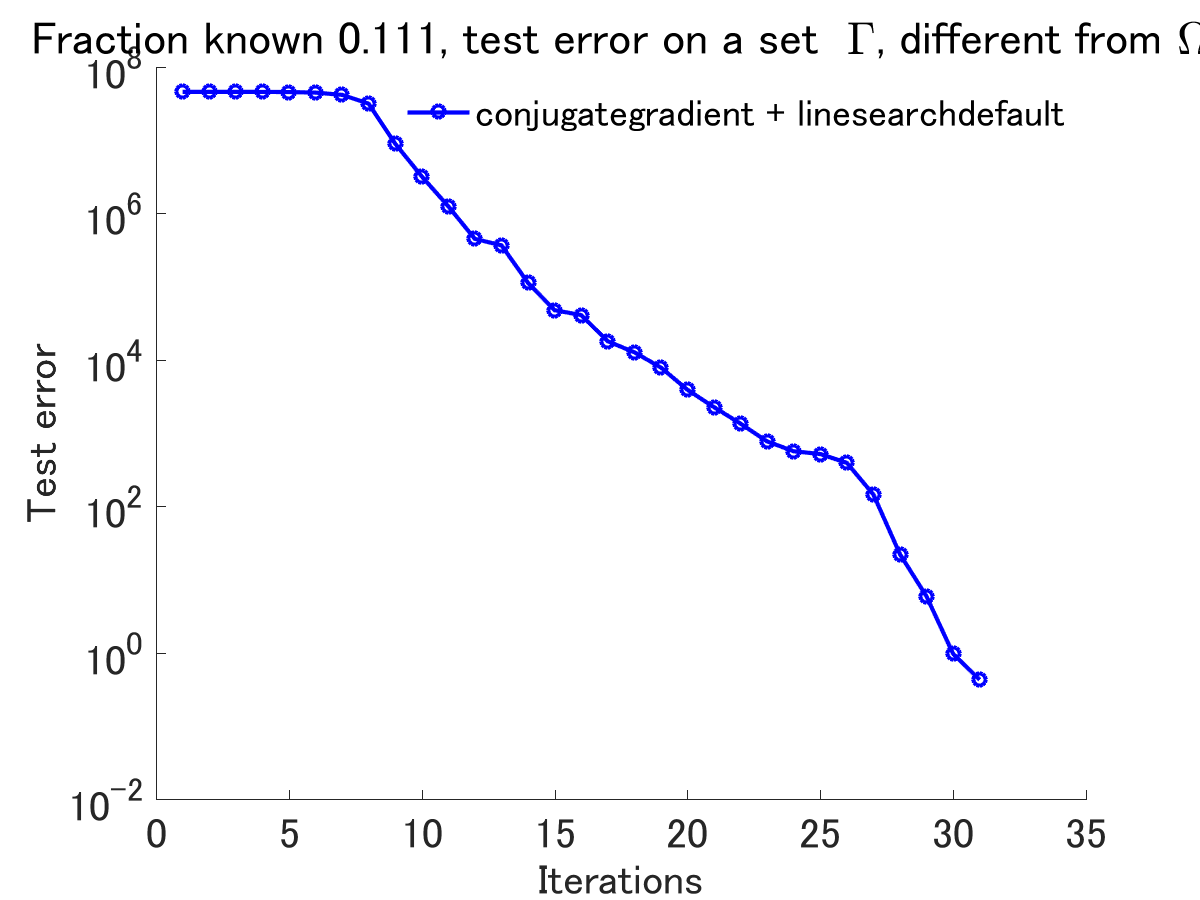 Fraction known 0.111, test error on a set Γ, different from Ω
10^8
conjugategradient + linesearchdefault
10^6
10^4
Test error
10^2
10^0
10^-2
0 5 10 15 20 25 30 35
Iterations